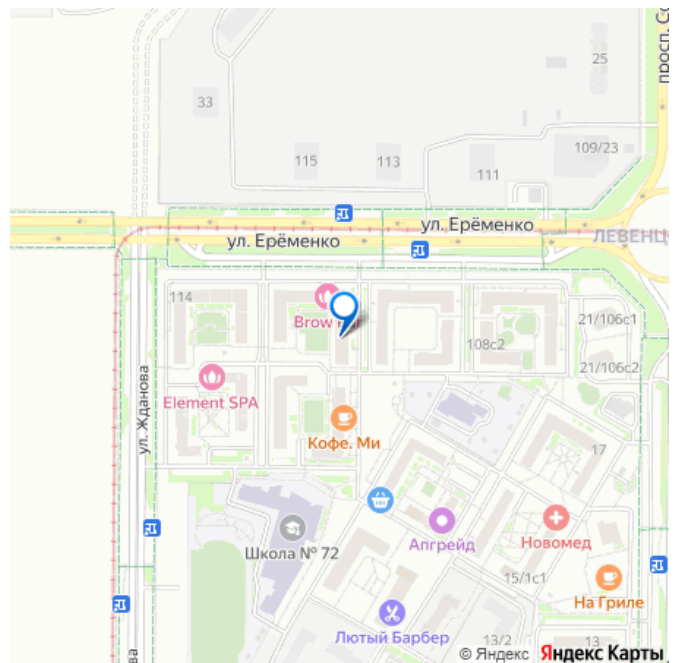 просп. Со
25
33
109/23
115
113
111
ул. Ерёменко
ул. Ерёменко
ЛЕВЕНЦО
114
Brow
21/106с1
108с2
21/106с2
Element SPA
ул. Жданова
Кофе. Ми
17
Школа № 72
Апгрейд
Новомед
15/1с1
На Гриле
Лютый Барбер
13/2
13
ова
© Яндекс Яндекс Карты